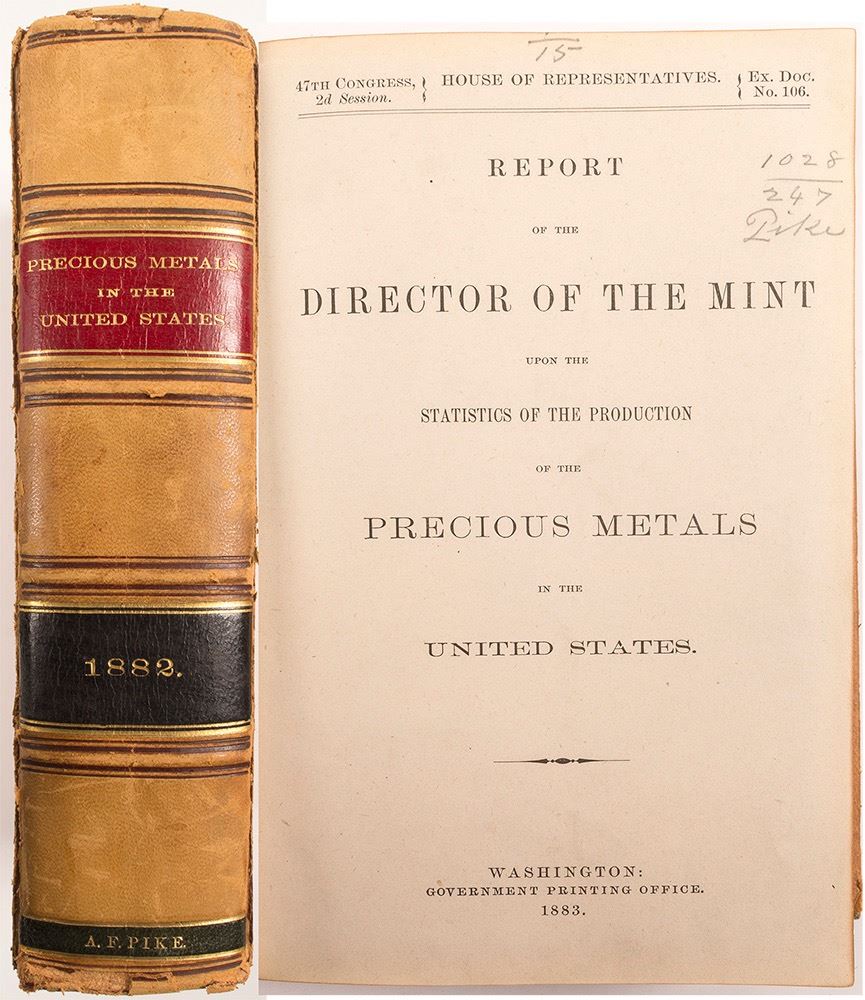 PRECIOUS METALS
IN THE
UNITED STATES.
1882.
A. F. PIKE.
15
47TH CONGRESS, 2d Session. } HOUSE OF REPRESENTATIVES. { Ex. Doc. No. 106.
REPORT
1028
247
Pike
OF THE
DIRECTOR OF THE MINT
UPON THE
STATISTICS OF THE PRODUCTION
OF THE
PRECIOUS METALS
IN THE
UNITED STATES.
WASHINGTON:
GOVERNMENT PRINTING OFFICE.
1883.